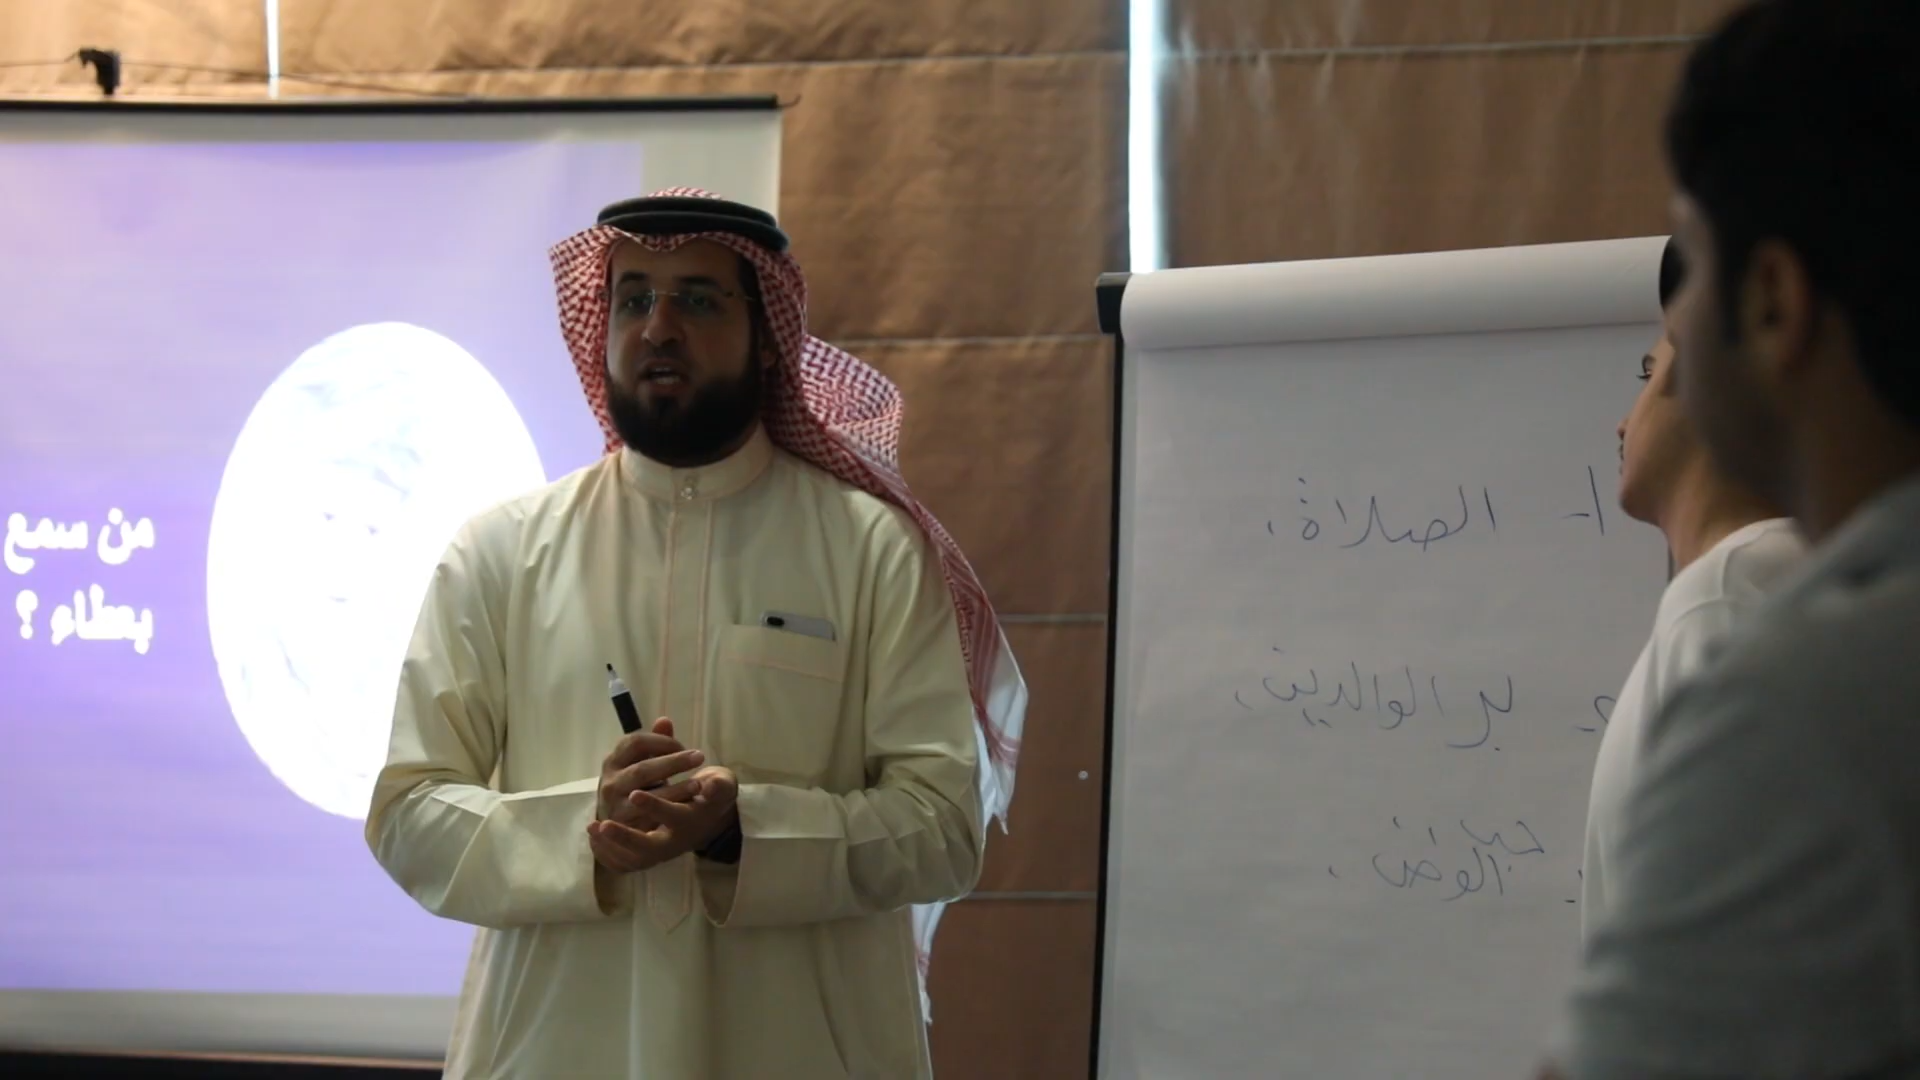 من سمع
بعطاء ؟
١- الصلاة.
- بر الوالدين.
- حب
الوطن.